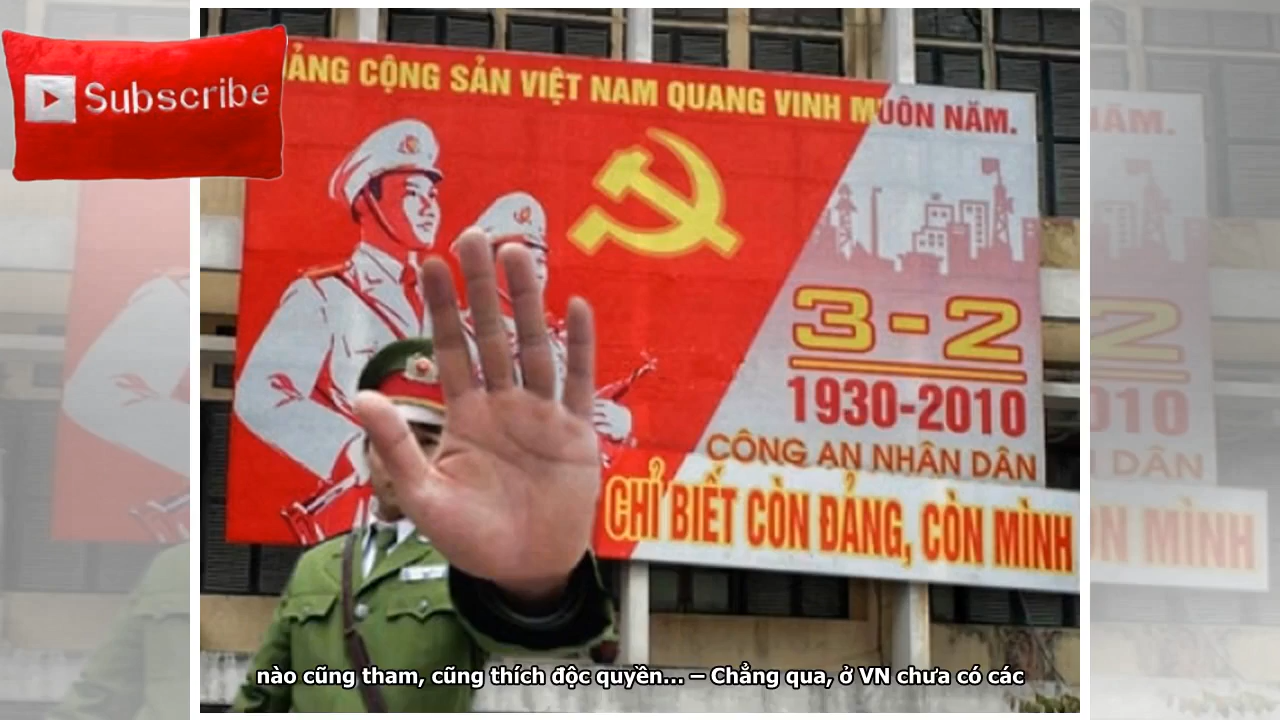 Subscribe
ĐẢNG CỘNG SẢN VIỆT NAM QUANG VINH MUÔN NĂM.
3-2
1930-2010
CÔNG AN NHÂN DÂN
CHỈ BIẾT CÒN ĐẢNG, CÒN MÌNH
nào cũng tham, cũng thích độc quyền... – Chẳng qua, ở VN chưa có các